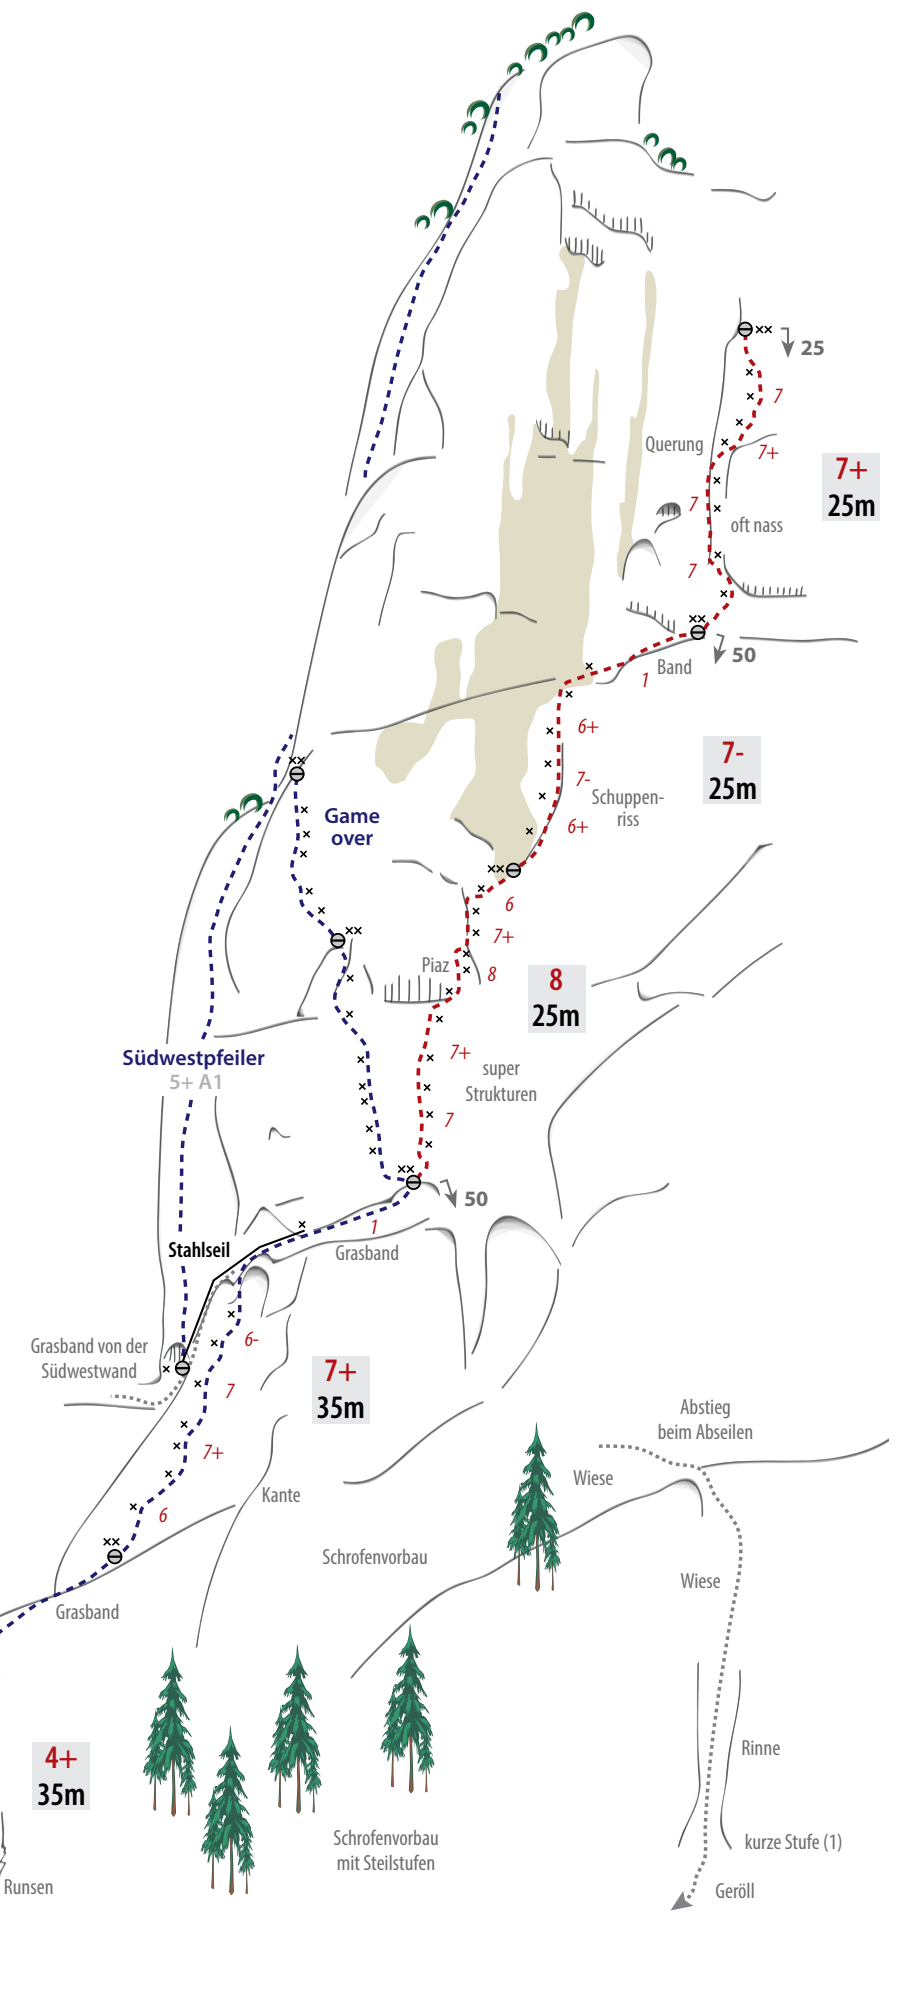 25
7
Querung
7+
7+
25m
7
oft nass
7
50
Band
1
6+
7-
25m
7-
Schuppen-
riss
6+
Game
over
6
7+
Piaz
8
8
25m
7+
super
Strukturen
Südwestpfeiler
5+ A1
7
50
1
Stahlseil
Grasband
6-
Grasband von der
Südwestwand
7+
35m
7
Abstieg
beim Abseilen
7+
Wiese
Kante
6
Schrofenvorbau
Wiese
Grasband
4+
35m
Rinne
Schrofenvorbau
mit Steilstufen
kurze Stufe (1)
Runsen
Geröll